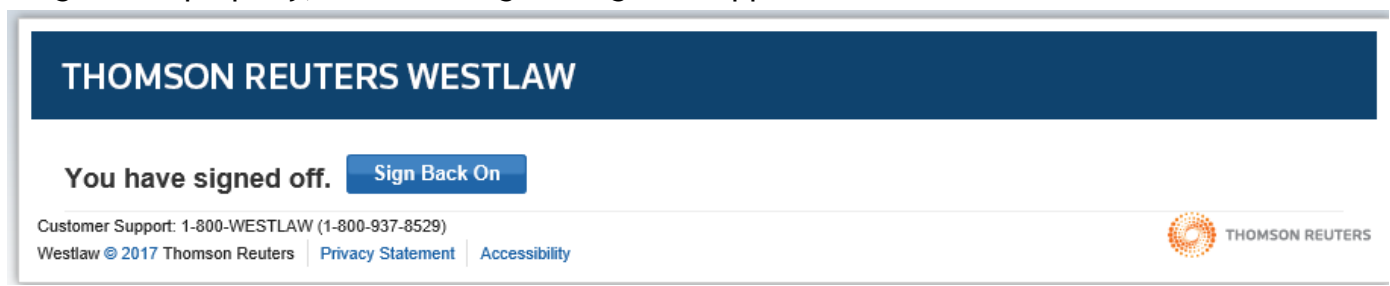 THOMSON REUTERS WESTLAW
You have signed off. Sign Back On
Customer Support: 1-800-WESTLAW (1-800-937-8529)
Westlaw © 2017 Thomson Reuters Privacy Statement Accessibility
THOMSON REUTERS